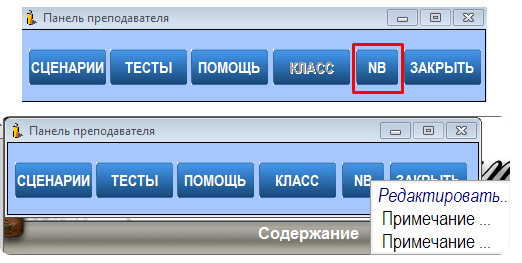 Панель преподавателя
СЦЕНАРИИ ТЕСТЫ ПОМОЩЬ КЛАСС NB ЗАКРЫТЬ
Панель преподавателя
СЦЕНАРИИ ТЕСТЫ ПОМОЩЬ КЛАСС NB ЗАКРЫТЬ
Редактировать..
Примечание ...
Содержание
Примечание ...